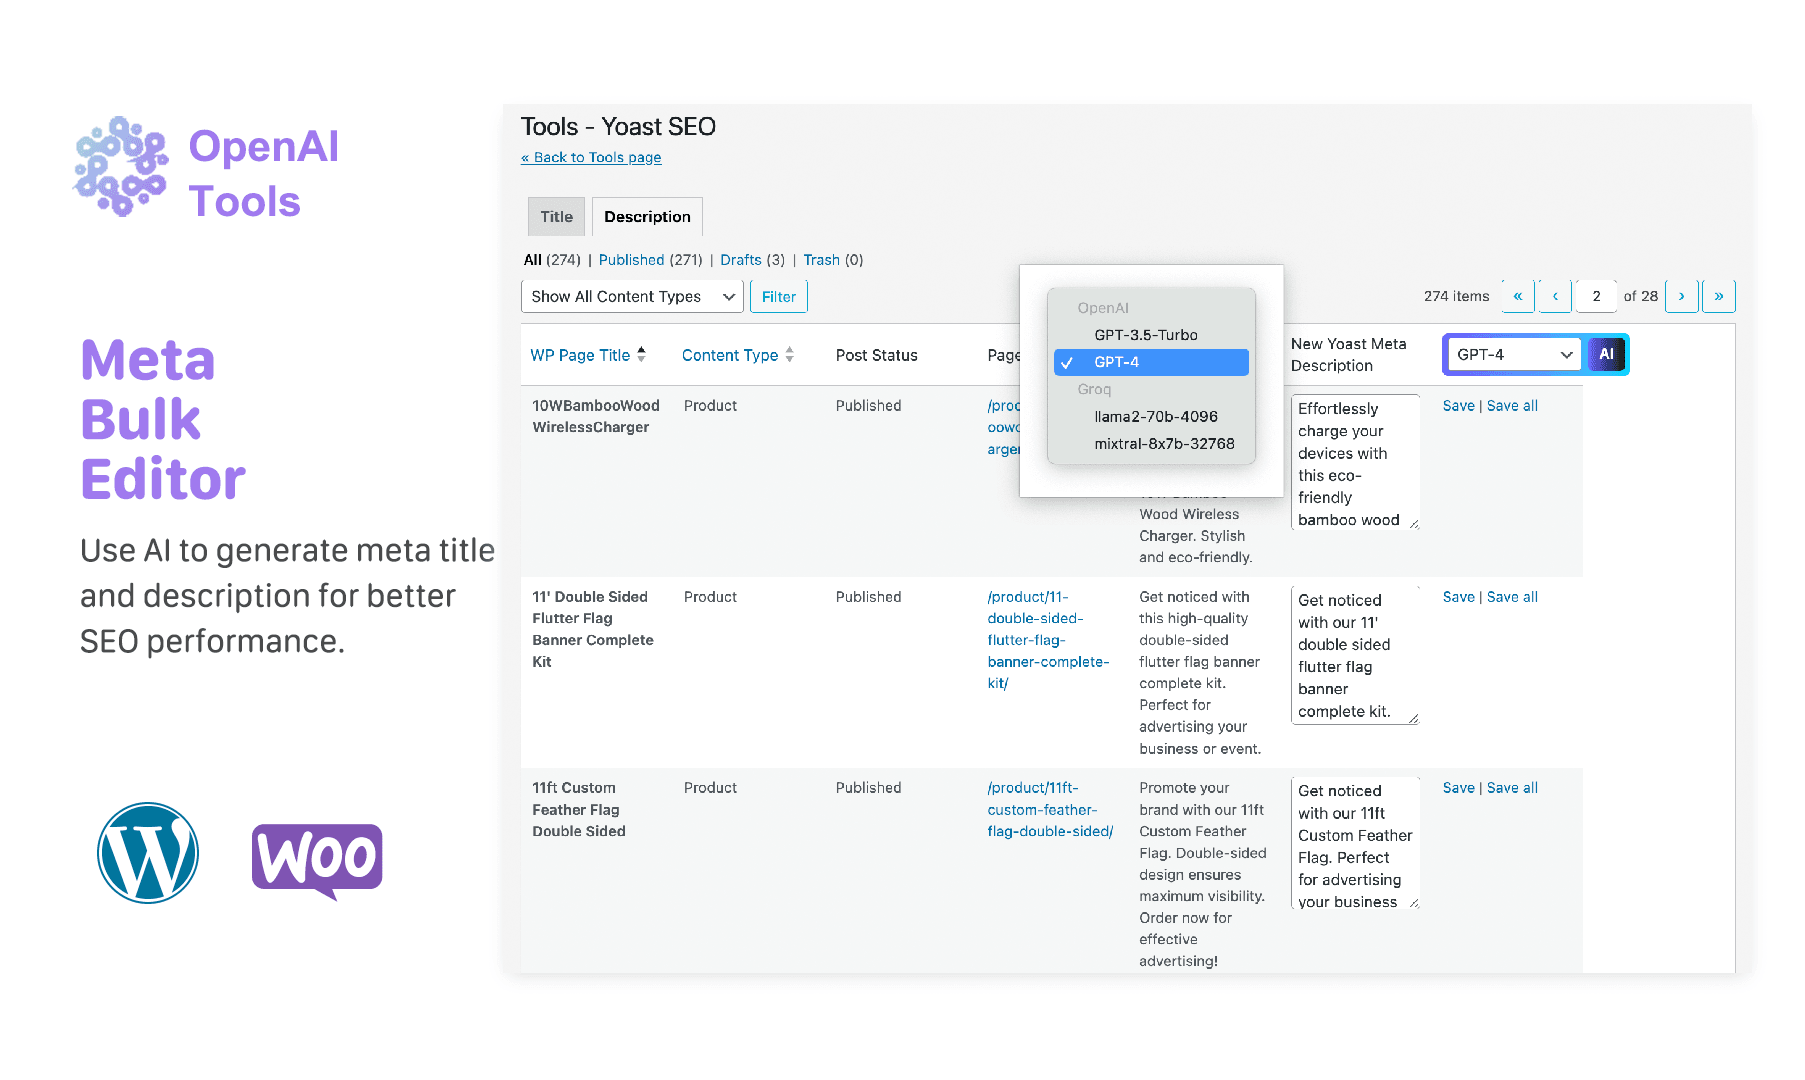 OpenAI
Tools
Meta
Bulk
Editor
Use AI to generate meta title
and description for better
SEO performance.
W
WOO
Tools - Yoast SEO
« Back to Tools page
Title
Description
All (274) | Published (271) | Drafts (3) | Trash (0)
Show All Content Types
Filter
274 items « ‹ 2 of 28 › »
WP Page Title
Content Type
Post Status
Page
New Yoast Meta
Description
GPT-4
AI
OpenAI
GPT-3.5-Turbo
✓ GPT-4
Groq
llama2-70b-4096
mixtral-8x7b-32768
10WBambooWood
WirelessCharger
Product
Published
Wood Wireless
Charger. Stylish
and eco-friendly.
Effortlessly
charge your
devices with
this eco-
friendly
bamboo wood
Save | Save all
11' Double Sided
Flutter Flag
Banner Complete
Kit
Product
Published
/product/11-
double-sided-
flutter-flag-
banner-complete-
kit/
Get noticed with
this high-quality
double-sided
flutter flag banner
complete kit.
Perfect for
advertising your
business or event.
Get noticed
with our 11'
double sided
flutter flag
banner
complete kit.
Save | Save all
11ft Custom
Feather Flag
Double Sided
Product
Published
/product/11ft-
custom-feather-
flag-double-sided/
Promote your
brand with our 11ft
Custom Feather
Flag. Double-sided
design ensures
maximum visibility.
Order now for
effective
advertising!
Get noticed
with our 11ft
Custom Feather
Flag. Perfect
for advertising
your business
Save | Save all